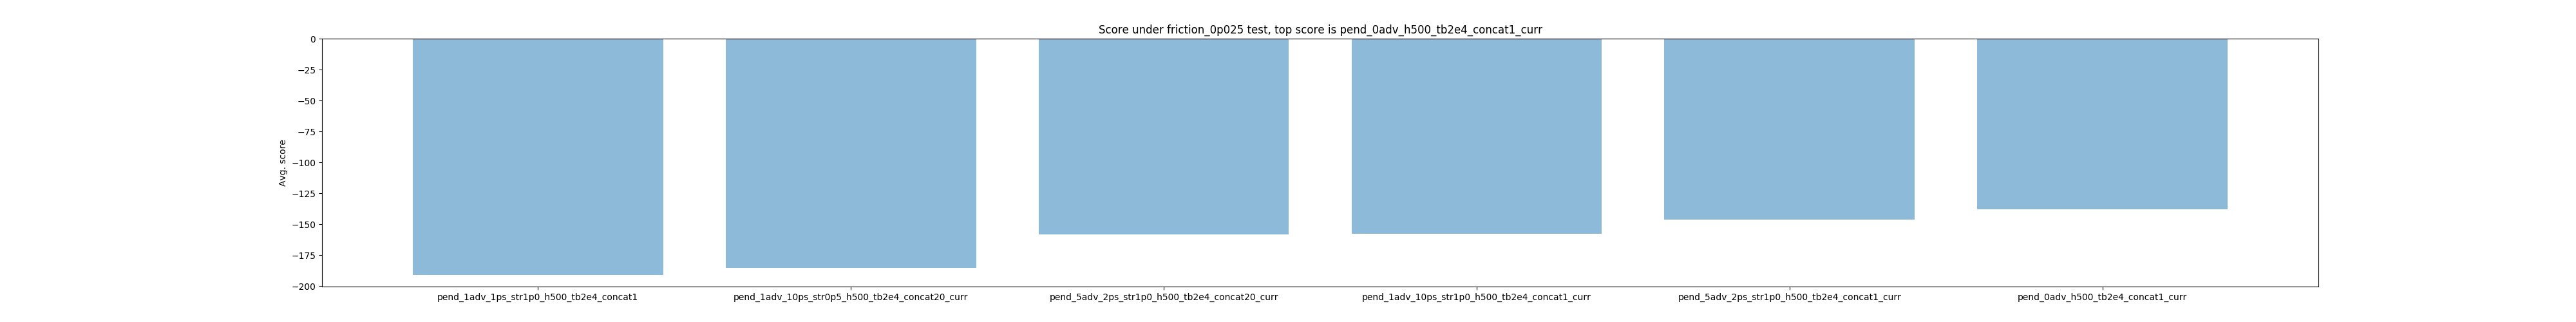 Score under friction_0p025 test, top score is pend_0adv_h500_tb2e4_concat1_curr
Avg. score
0
−25
−50
−75
−100
−125
−150
−175
−200
pend_1adv_1ps_str1p0_h500_tb2e4_concat1
pend_1adv_10ps_str0p5_h500_tb2e4_concat20_curr
pend_5adv_2ps_str1p0_h500_tb2e4_concat20_curr
pend_1adv_10ps_str1p0_h500_tb2e4_concat1_curr
pend_5adv_2ps_str1p0_h500_tb2e4_concat1_curr
pend_0adv_h500_tb2e4_concat1_curr